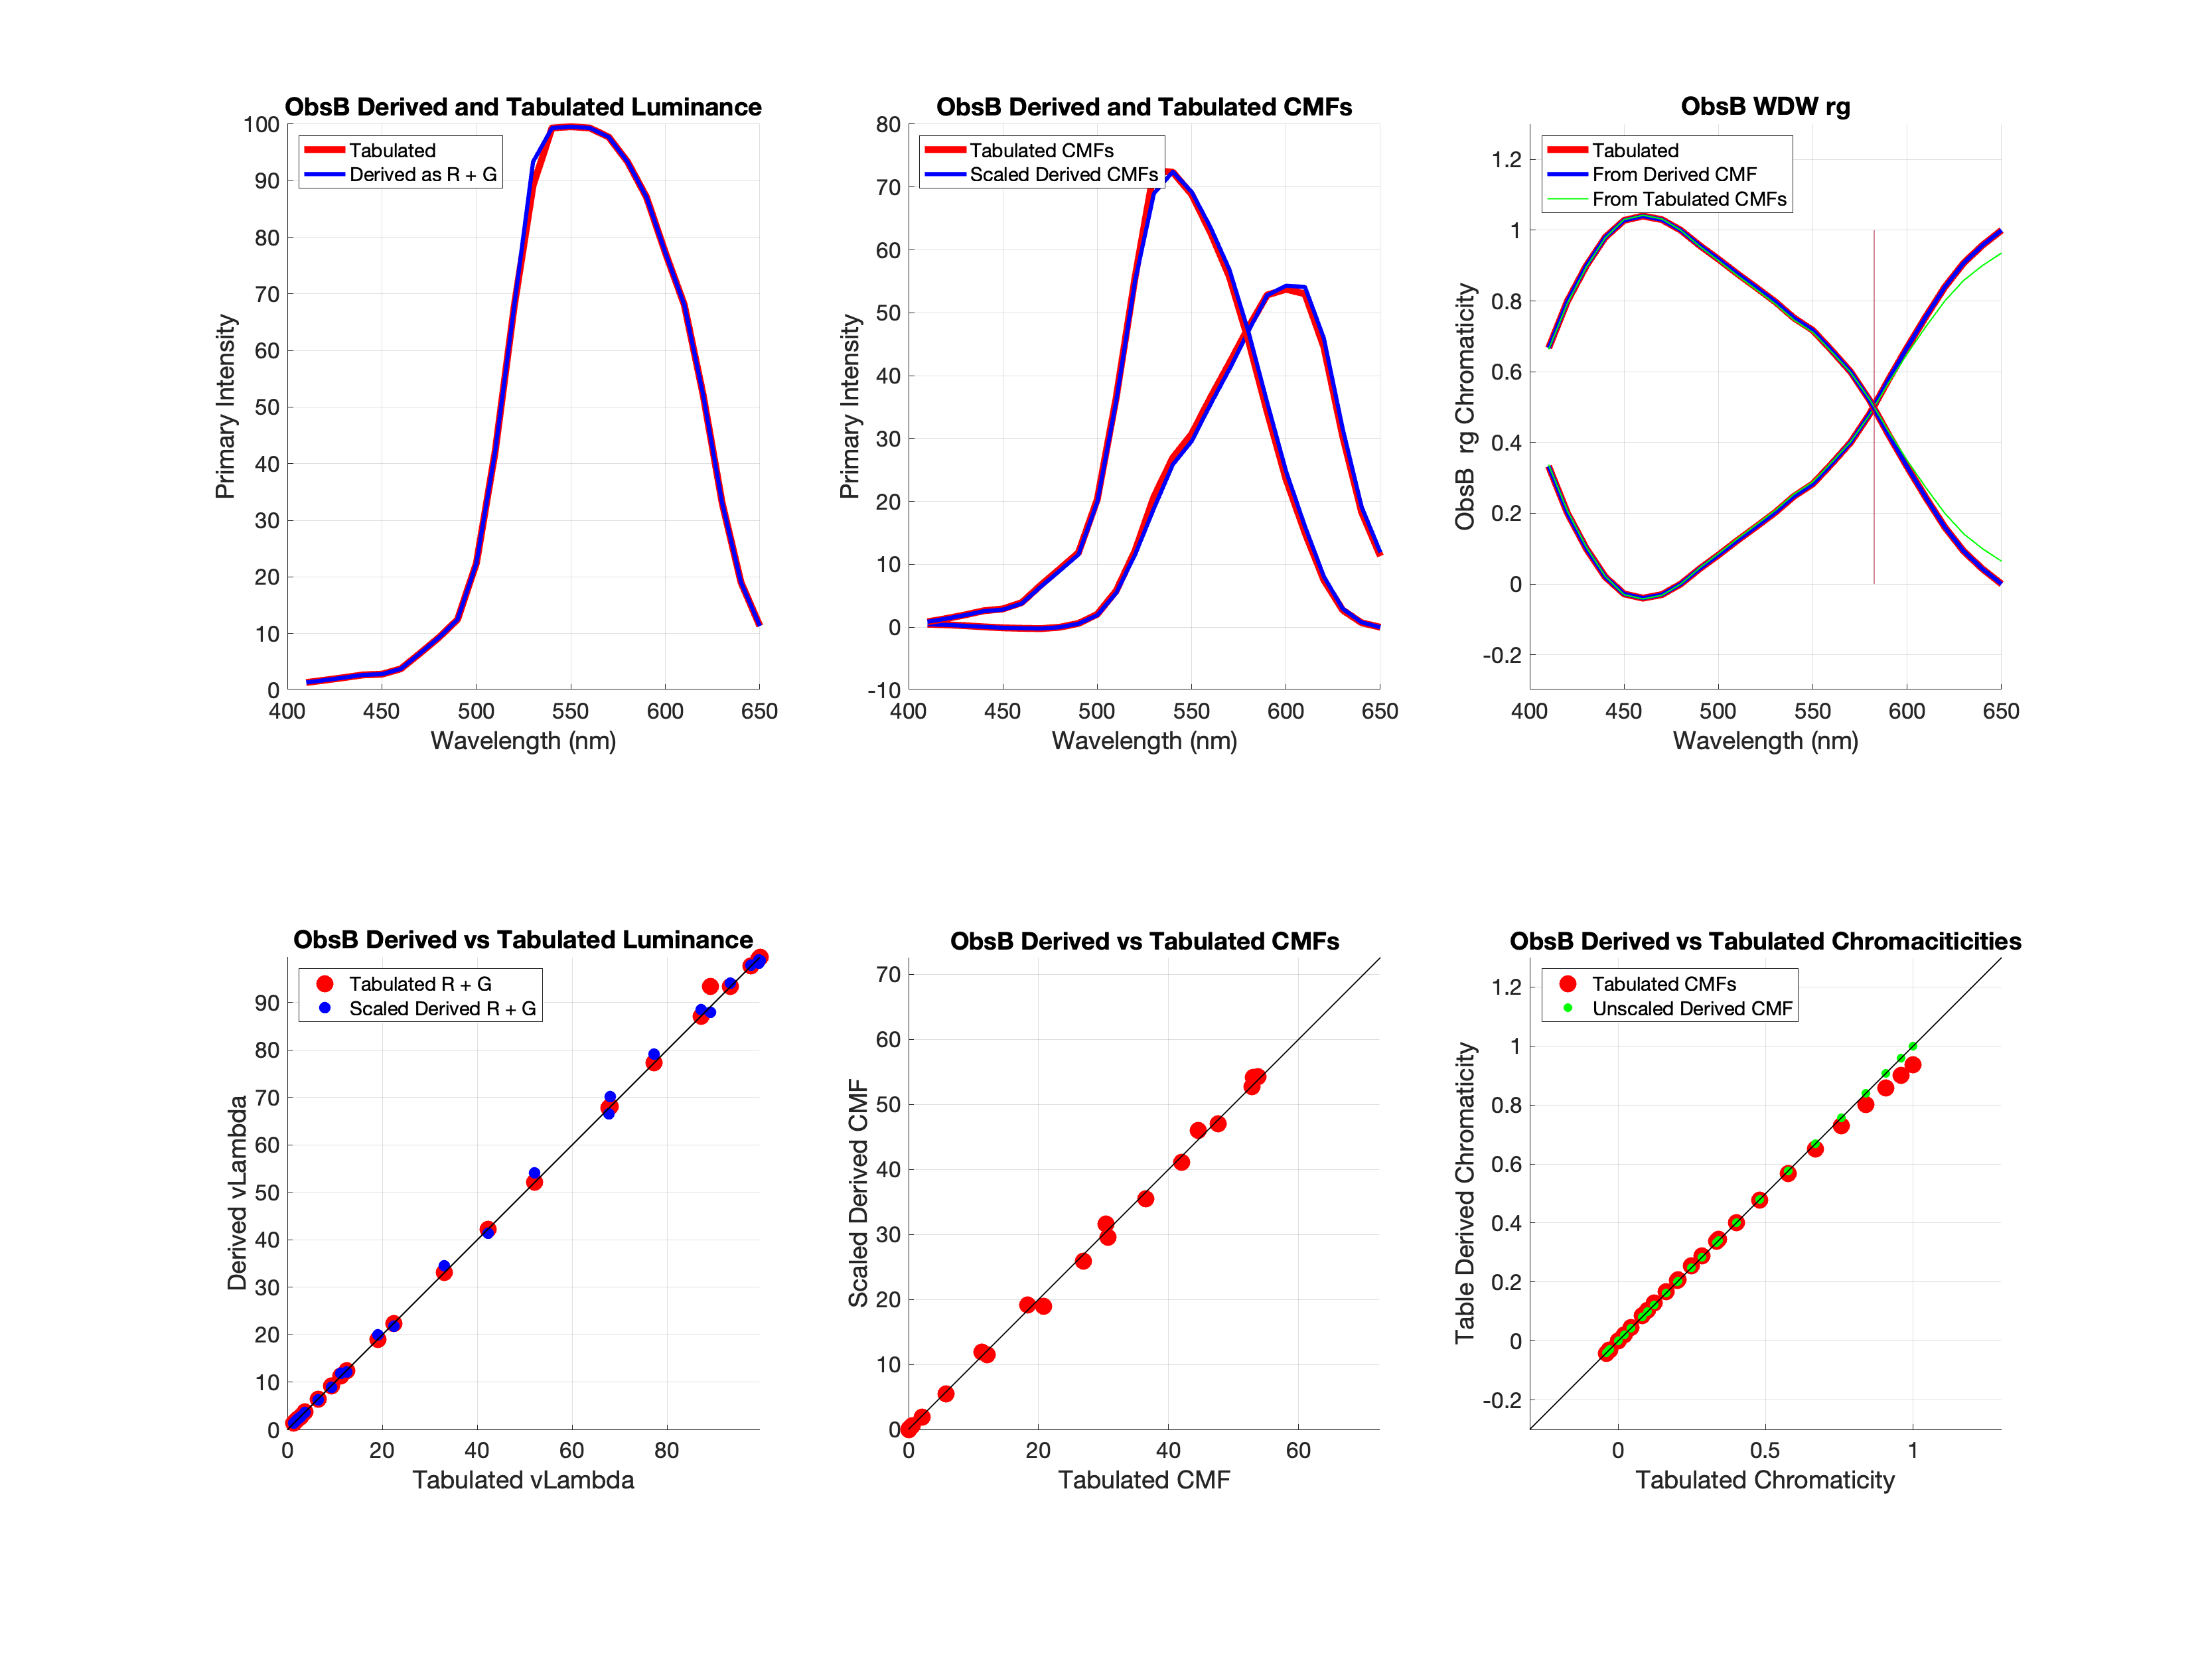 ObsB Derived and Tabulated Luminance
100
90
80
70
60
50
40
30
20
10
0
400 450 500 550 600 650
Wavelength (nm)
Primary Intensity
Tabulated
Derived as R + G
ObsB Derived and Tabulated CMFs
80
70
60
50
40
30
20
10
0
-10
400 450 500 550 600 650
Wavelength (nm)
Primary Intensity
Tabulated CMFs
Scaled Derived CMFs
ObsB WDW rg
1.2
1
0.8
0.6
0.4
0.2
0
-0.2
400 450 500 550 600 650
Wavelength (nm)
ObsB rg Chromaticity
Tabulated
From Derived CMF
From Tabulated CMFs
ObsB Derived vs Tabulated Luminance
90
80
70
60
50
40
30
20
10
0
0 20 40 60 80
Tabulated vLambda
Derived vLambda
Tabulated R + G
Scaled Derived R + G
ObsB Derived vs Tabulated CMFs
70
60
50
40
30
20
10
0
0 20 40 60
Tabulated CMF
Scaled Derived CMF
ObsB Derived vs Tabulated Chromaciticities
1.2
1
0.8
0.6
0.4
0.2
0
-0.2
0 0.5 1
Tabulated Chromaticity
Table Derived Chromaticity
Tabulated CMFs
Unscaled Derived CMF